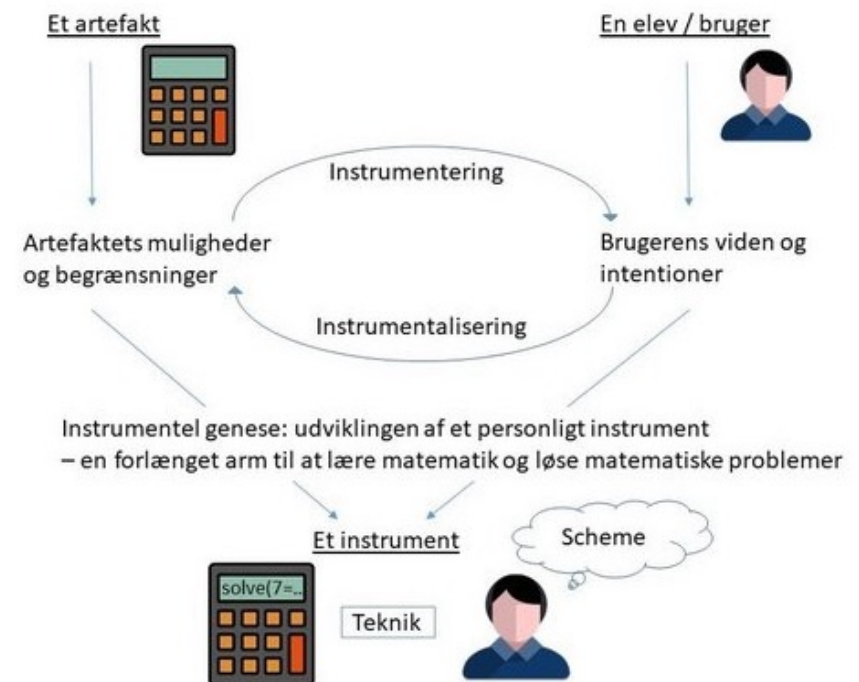 Et artefakt
En elev / bruger
Instrumentering
Artefaktets muligheder
og begrænsninger
Brugerens viden og
intentioner
Instrumentalisering
Instrumentel genese: udviklingen af et personligt instrument
– en forlænget arm til at lære matematik og løse matematiske problemer
Et instrument
Scheme
solve(7=..
Teknik